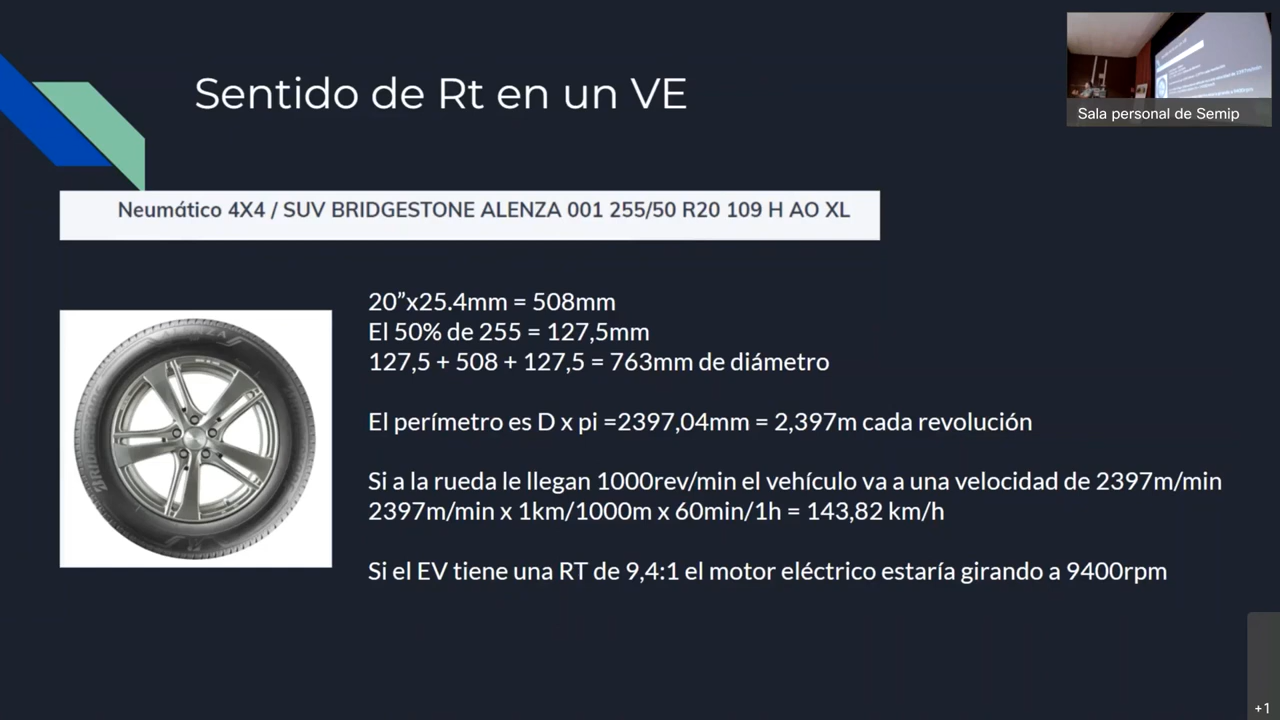 Sentido de Rt en un VE
Sala personal de Semip
Neumático 4X4 / SUV BRIDGESTONE ALENZA 001 255/50 R20 109 H AO XL
20”x25.4mm = 508mm
El 50% de 255 = 127,5mm
127,5 + 508 + 127,5 = 763mm de diámetro
El perímetro es D x pi =2397,04mm = 2,397m cada revolución
Si a la rueda le llegan 1000rev/min el vehículo va a una velocidad de 2397m/min
2397m/min x 1km/1000m x 60min/1h = 143,82 km/h
Si el EV tiene una RT de 9,4:1 el motor eléctrico estaría girando a 9400rpm
+1